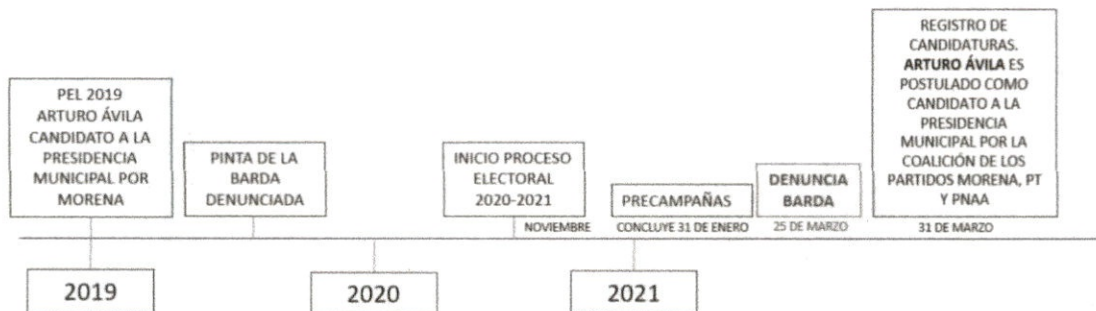 PEL 2019
ARTURO ÁVILA
CANDIDATO A LA
PRESIDENCIA
MUNICIPAL POR
MORENA
PINTA DE LA
BARDA
DENUNCIADA
INICIO PROCESO
ELECTORAL
2020-2021
NOVIEMBRE
PRECAMPAÑAS
CONCLUYE 31 DE ENERO
DENUNCIA
BARDA
25 DE MARZO
REGISTRO DE
CANDIDATURAS.
ARTURO ÁVILA ES
POSTULADO COMO
CANDIDATO A LA
PRESIDENCIA
MUNICIPAL POR LA
COALICIÓN DE LOS
PARTIDOS MORENA, PT
Y PNAA
31 DE MARZO
2019
2020
2021